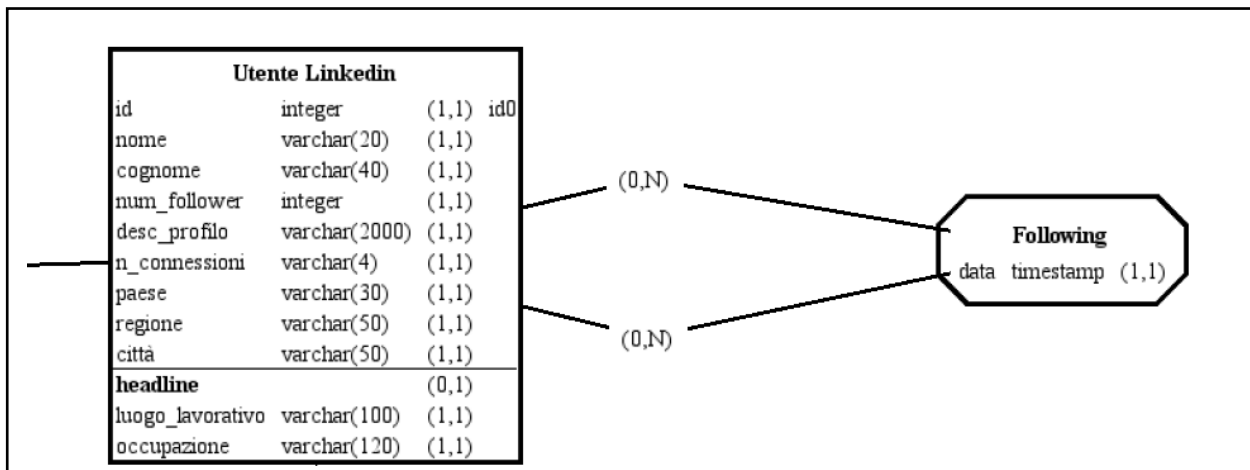 Utente Linkedin
id integer (1,1) id0
nome varchar(20) (1,1)
cognome varchar(40) (1,1)
num_follower integer (1,1)
desc_profilo varchar(2000) (1,1)
n_connessioni varchar(4) (1,1)
paese varchar(30) (1,1)
regione varchar(50) (1,1)
città varchar(50) (1,1)
headline (0,1)
luogo_lavorativo varchar(100) (1,1)
occupazione varchar(120) (1,1)
(0,N)
(0,N)
Following
data timestamp (1,1)